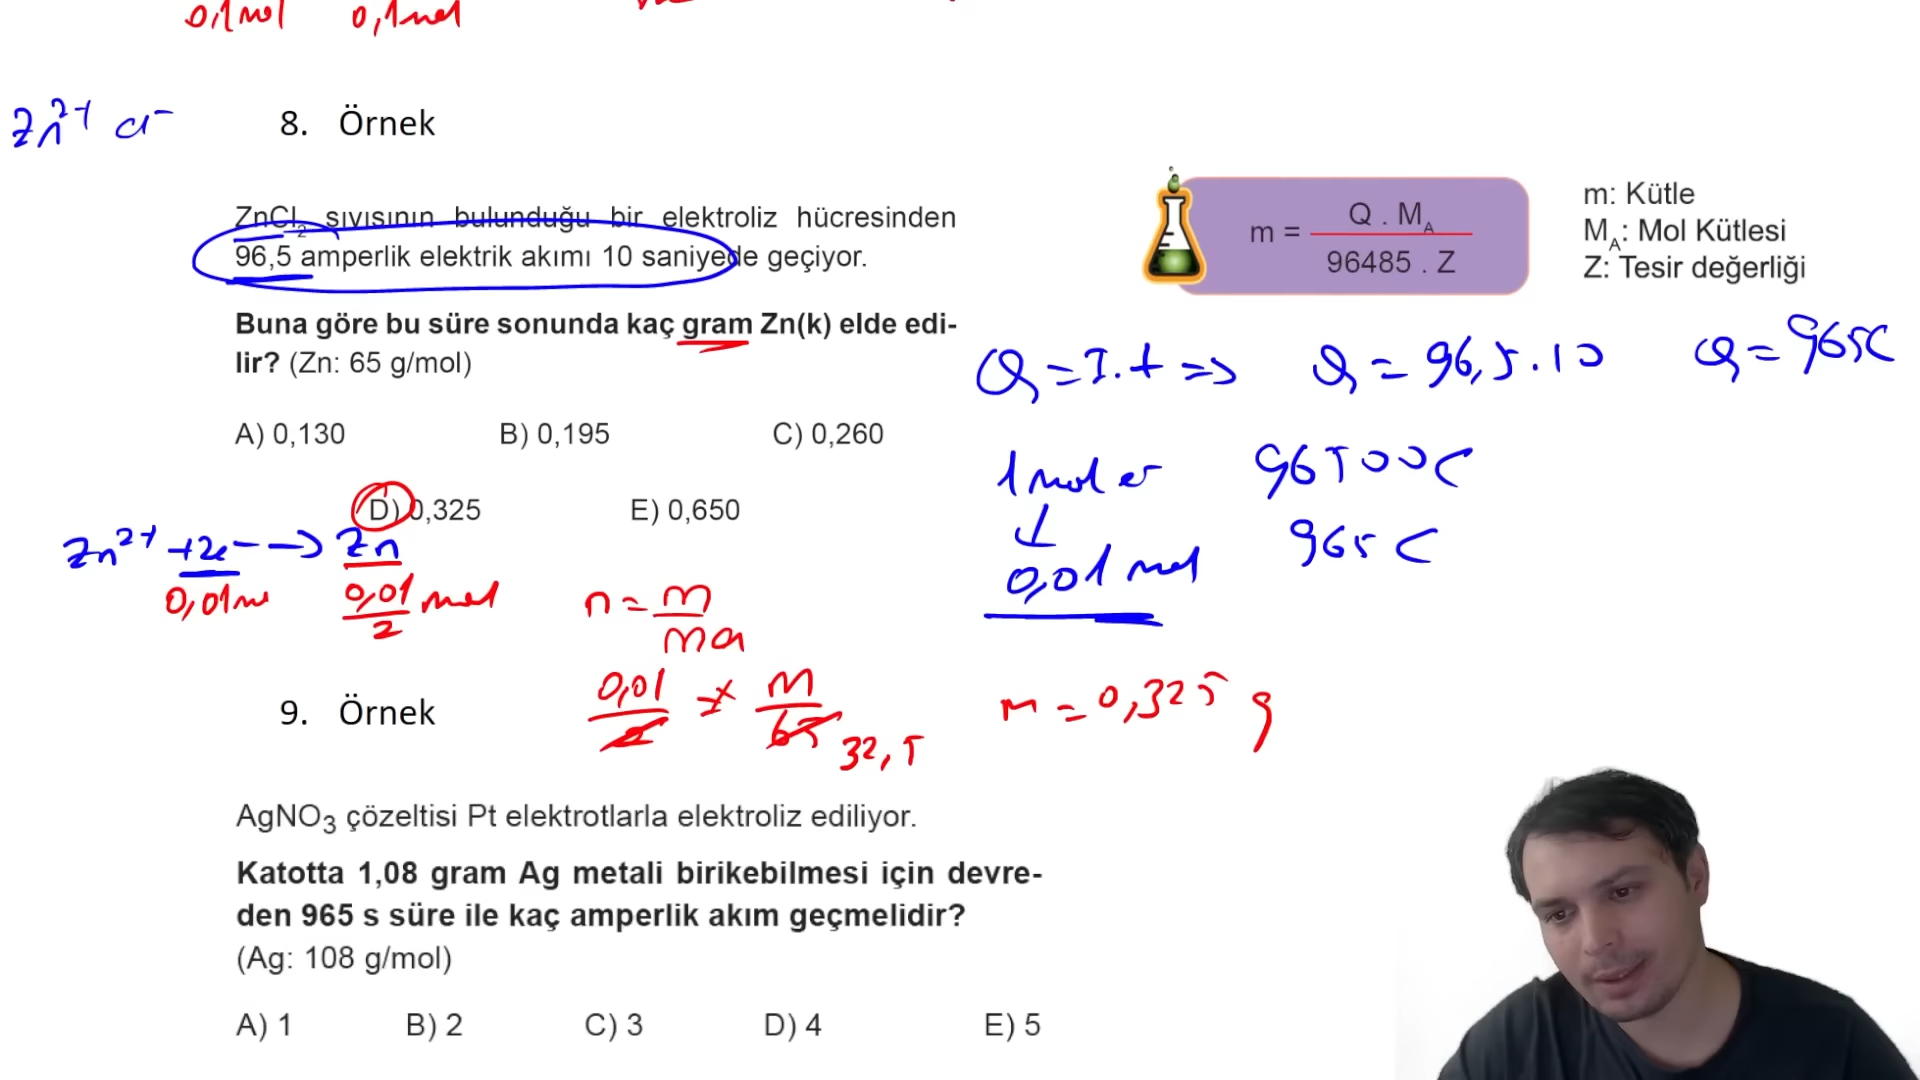 0,1 mol 0,1 mol
Zn²⁺ Cl⁻
8. Örnek
ZnCl₂ sıvısının bulunduğu bir elektroliz hücresinden
96,5 amperlik elektrik akımı 10 saniyede geçiyor.
Buna göre bu süre sonunda kaç gram Zn(k) elde edi-
lir? (Zn: 65 g/mol)
A) 0,130 B) 0,195 C) 0,260
D) 0,325 E) 0,650
m = Q . M_A / 96485 . Z
m: Kütle
M_A: Mol Kütlesi
Z: Tesir değerliği
Q = I.t => Q = 96,5.10 Q = 965C
1 mol e⁻ 96500C
0,01 mol 965 C
Zn²⁺ +2e⁻ → Zn
0,01 m 0,01/2 mol
n = m/ma
0,01/2 = m/65 32,5
m = 0,325 g
9. Örnek
AgNO₃ çözeltisi Pt elektrotlarla elektroliz ediliyor.
Katotta 1,08 gram Ag metali birikebilmesi için devre-
den 965 s süre ile kaç amperlik akım geçmelidir?
(Ag: 108 g/mol)
A) 1 B) 2 C) 3 D) 4 E) 5